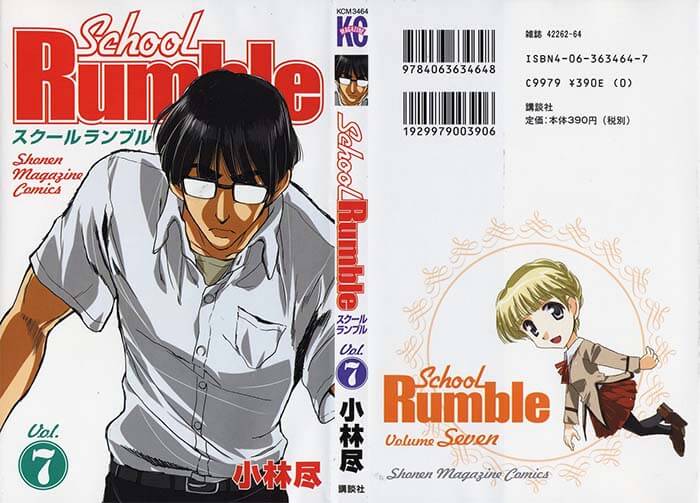 School
Rumble
スクールランブル
Shonen
Magazine
Comics
Vol.
7
小林尽
KCM3464
KC
MAGAZINE
School
Rumble
スクール
ランブル
Vol.
7
小林尽
講談社
9784063634648
1929979003906
雑誌 42262-64
ISBN4-06-363464-7
C9979 ¥390E (0)
講談社
定価:本体390円(税別)
School
Rumble
Volume Seven
Shonen Magazine Comics